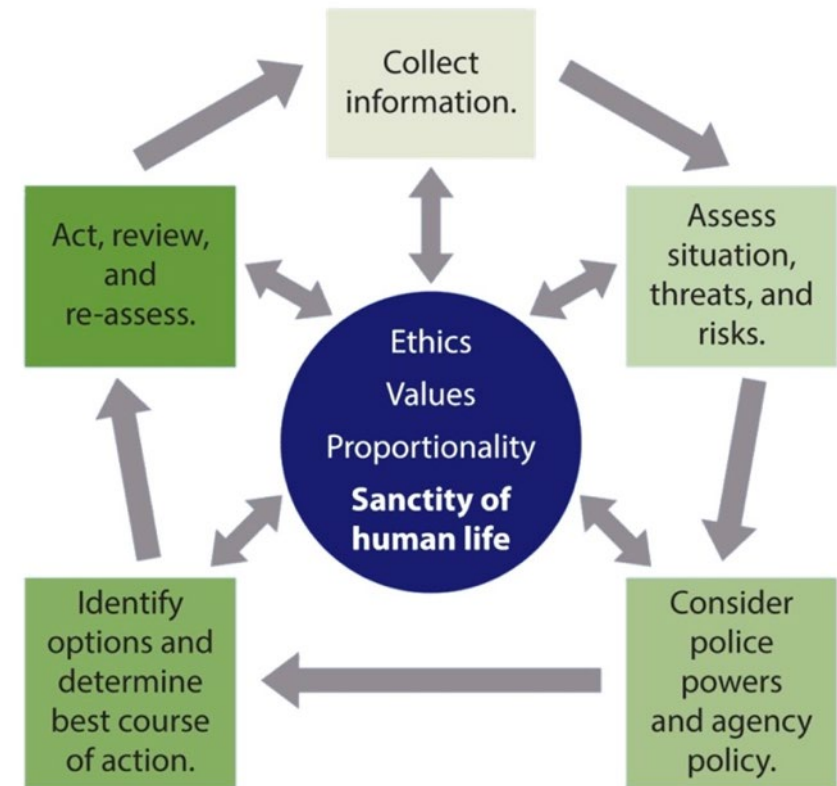 Collect
information.
Assess
situation,
threats, and
risks.
Consider
police
powers
and agency
policy.
Identify
options and
determine
best course
of action.
Act, review,
and
re-assess.
Ethics
Values
Proportionality
Sanctity of
human life